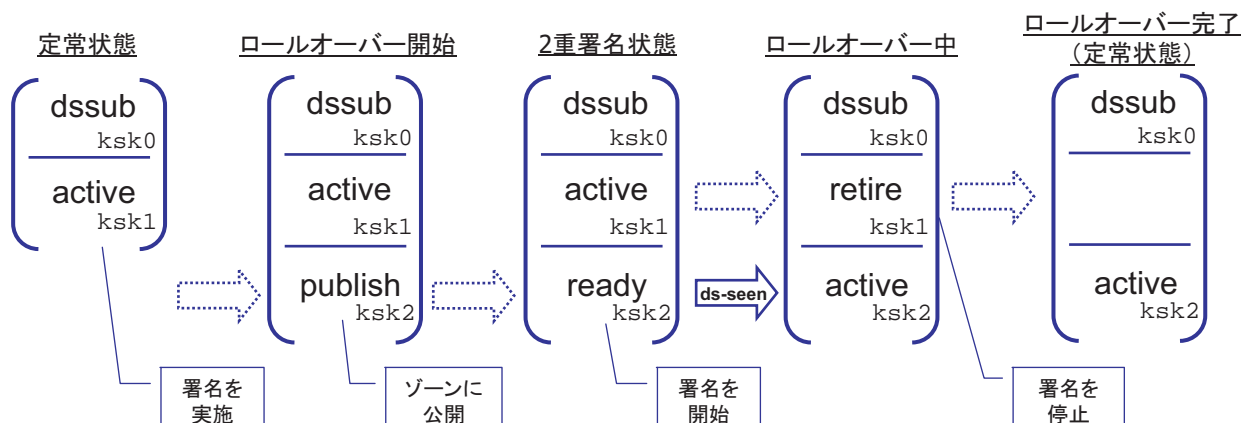 定常状態
dssub
ksk0
active
ksk1
署名を
実施
ロールオーバー開始
dssub
ksk0
active
ksk1
publish
ksk2
ゾーンに
公開
2重署名状態
dssub
ksk0
active
ksk1
ready
ksk2
署名を
開始
ds-seen
ロールオーバー中
dssub
ksk0
retire
ksk1
active
ksk2
署名を
停止
ロールオーバー完了
(定常状態)
dssub
ksk0
active
ksk2